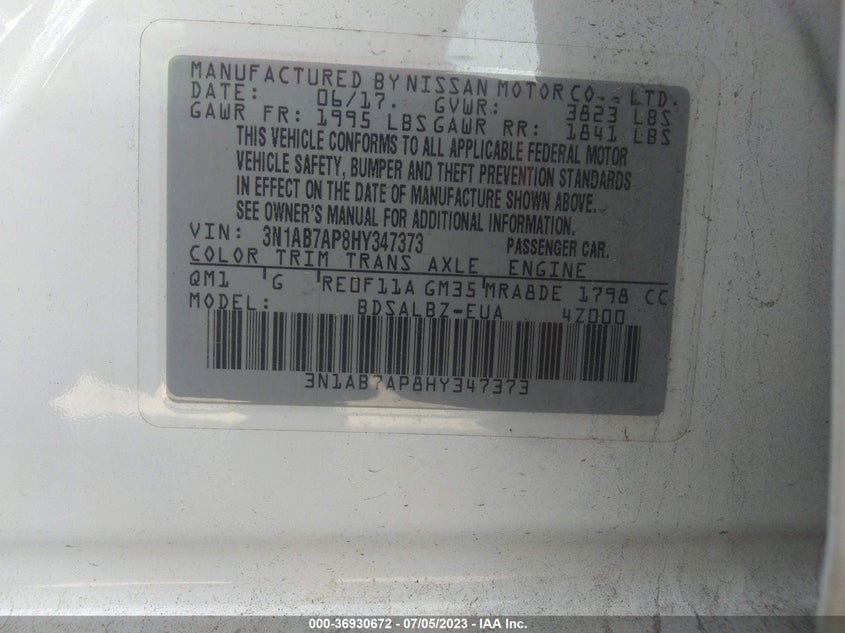 MANUFACTURED BY NISSAN MOTOR CO., LTD.
DATE: 06/17. GVWR: 3823 LBS
GAWR FR: 1995 LBS GAWR RR: 1841 LBS
THIS VEHICLE CONFORMS TO ALL APPLICABLE FEDERAL MOTOR
VEHICLE SAFETY, BUMPER AND THEFT PREVENTION STANDARDS
IN EFFECT ON THE DATE OF MANUFACTURE SHOWN ABOVE.
SEE OWNER'S MANUAL FOR ADDITIONAL INFORMATION.
VIN: 3N1AB7AP8HY347373 PASSENGER CAR.
COLOR TRIM TRANS AXLE ENGINE
QM1 G RE0F11A GM35 MRA8DE 1798 CC
MODEL: BDSALBZ-EUA 4Z000
3N1AB7AP8HY347373
000-36930672 - 07/05/2023 - IAA Inc.